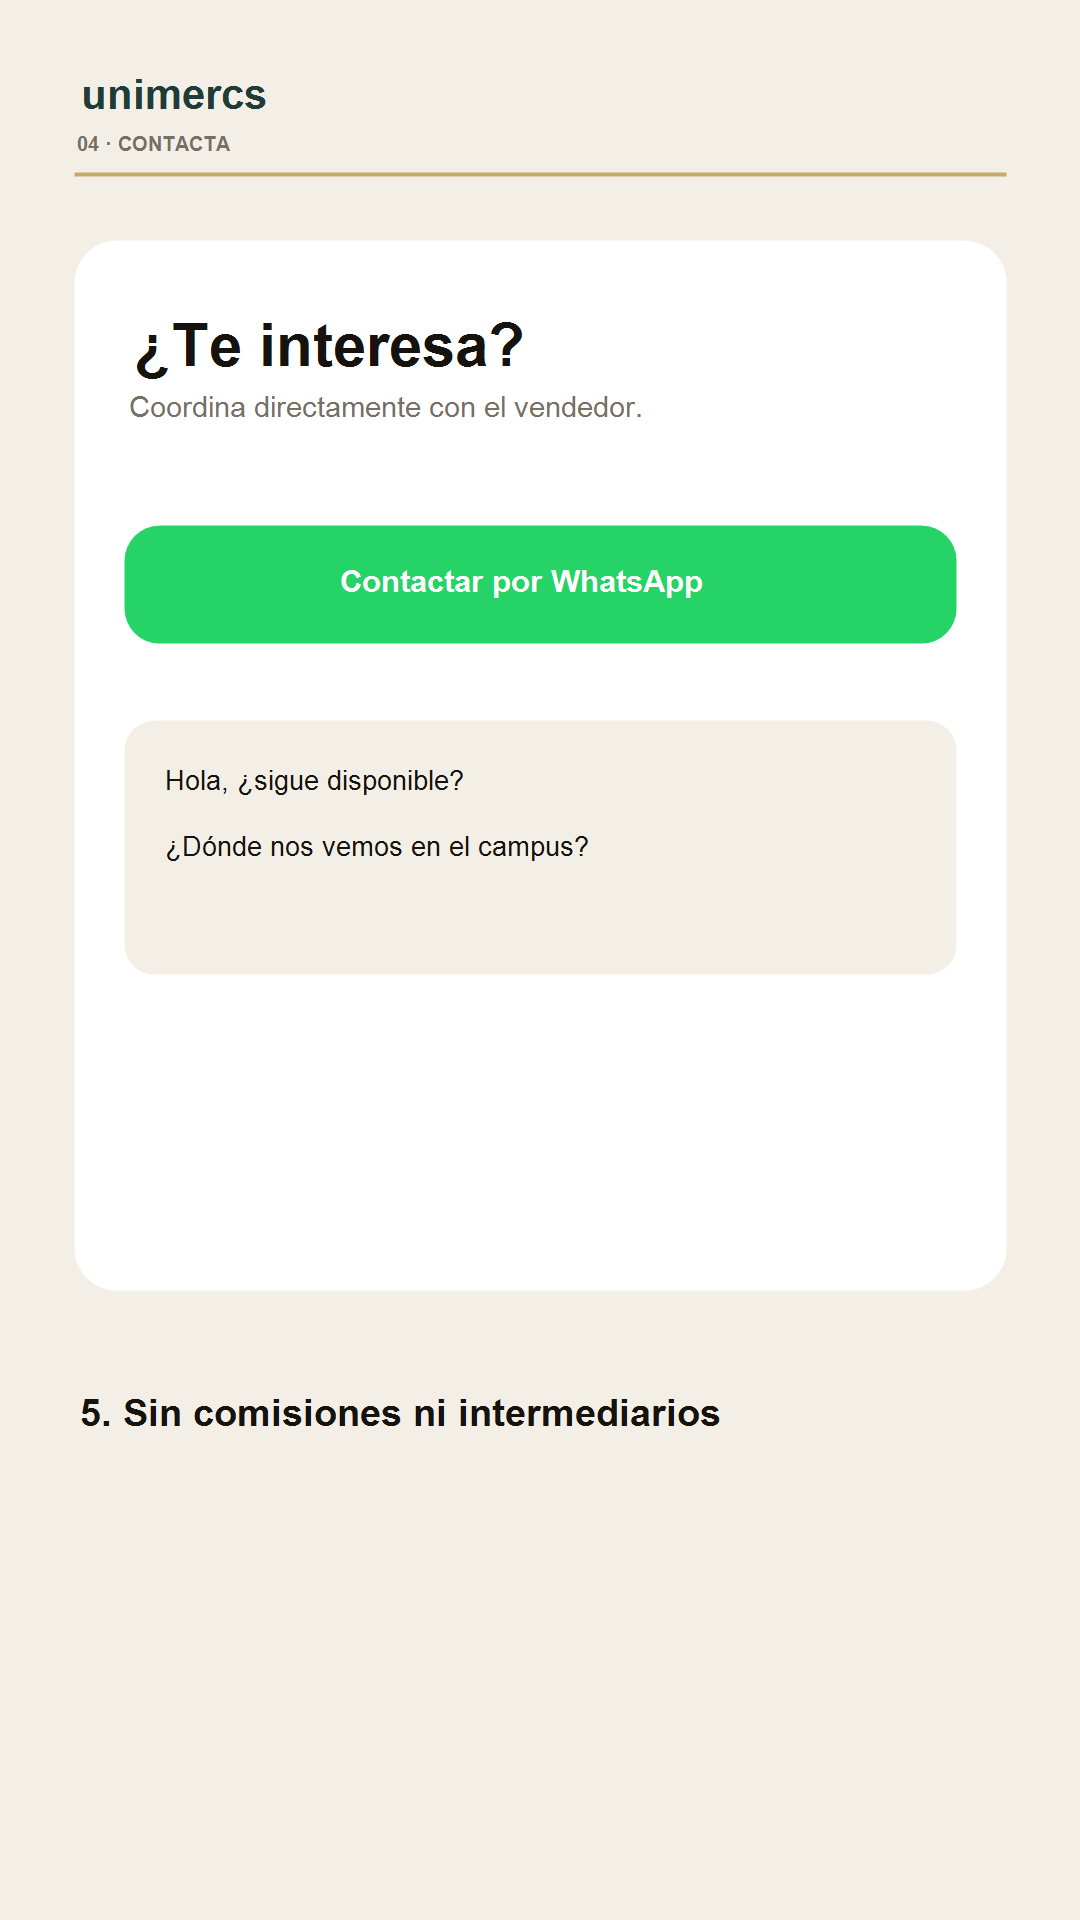 unimercs
04 · CONTACTA
¿Te interesa?
Coordina directamente con el vendedor.
Contactar por WhatsApp
Hola, ¿sigue disponible?
¿Dónde nos vemos en el campus?
5. Sin comisiones ni intermediarios